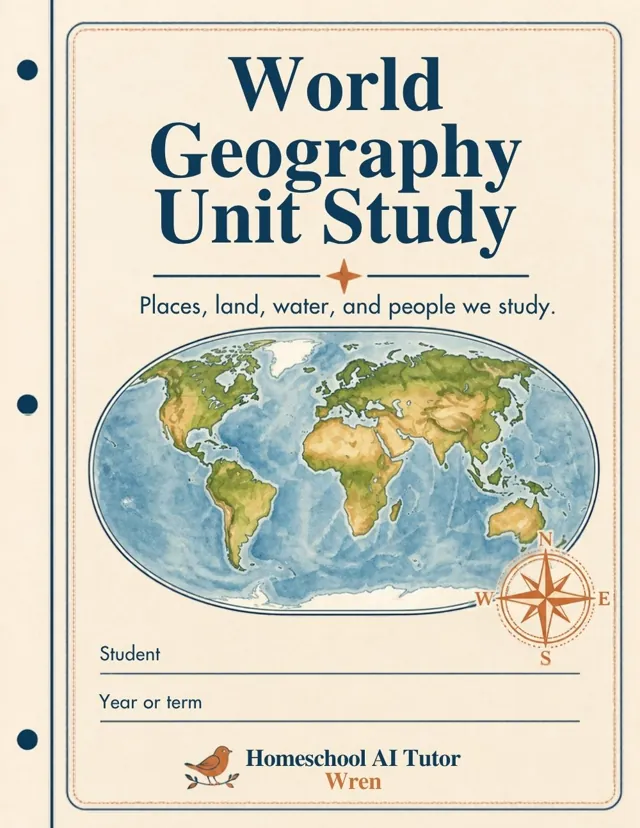 World
Geography
Unit Study
Places, land, water, and people we study.
N
W
E
S
Student
Year or term
Homeschool AI Tutor
Wren